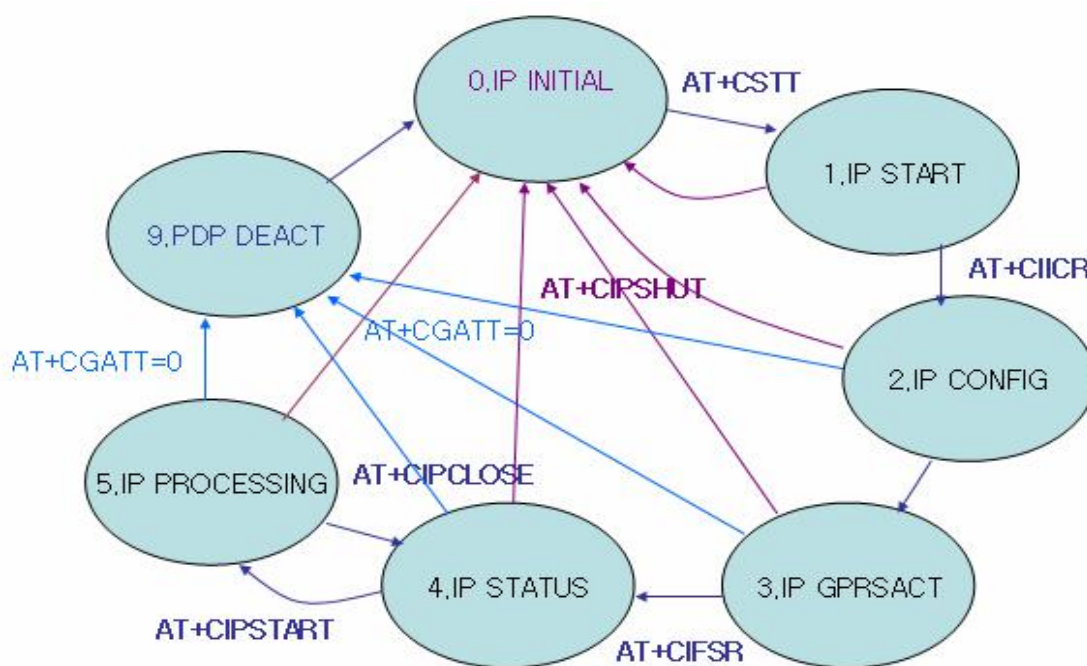 0,IP INITIAL
AT+CSTT
1,IP START
9,PDP DEACT
AT+CIICR
AT+CIPSHUT
AT+CGATT=0
AT+CGATT=0
2,IP CONFIG
5,IP PROCESSING
AT+CIPCLOSE
4,IP STATUS
3,IP GPRSACT
AT+CIPSTART
AT+CIFSR